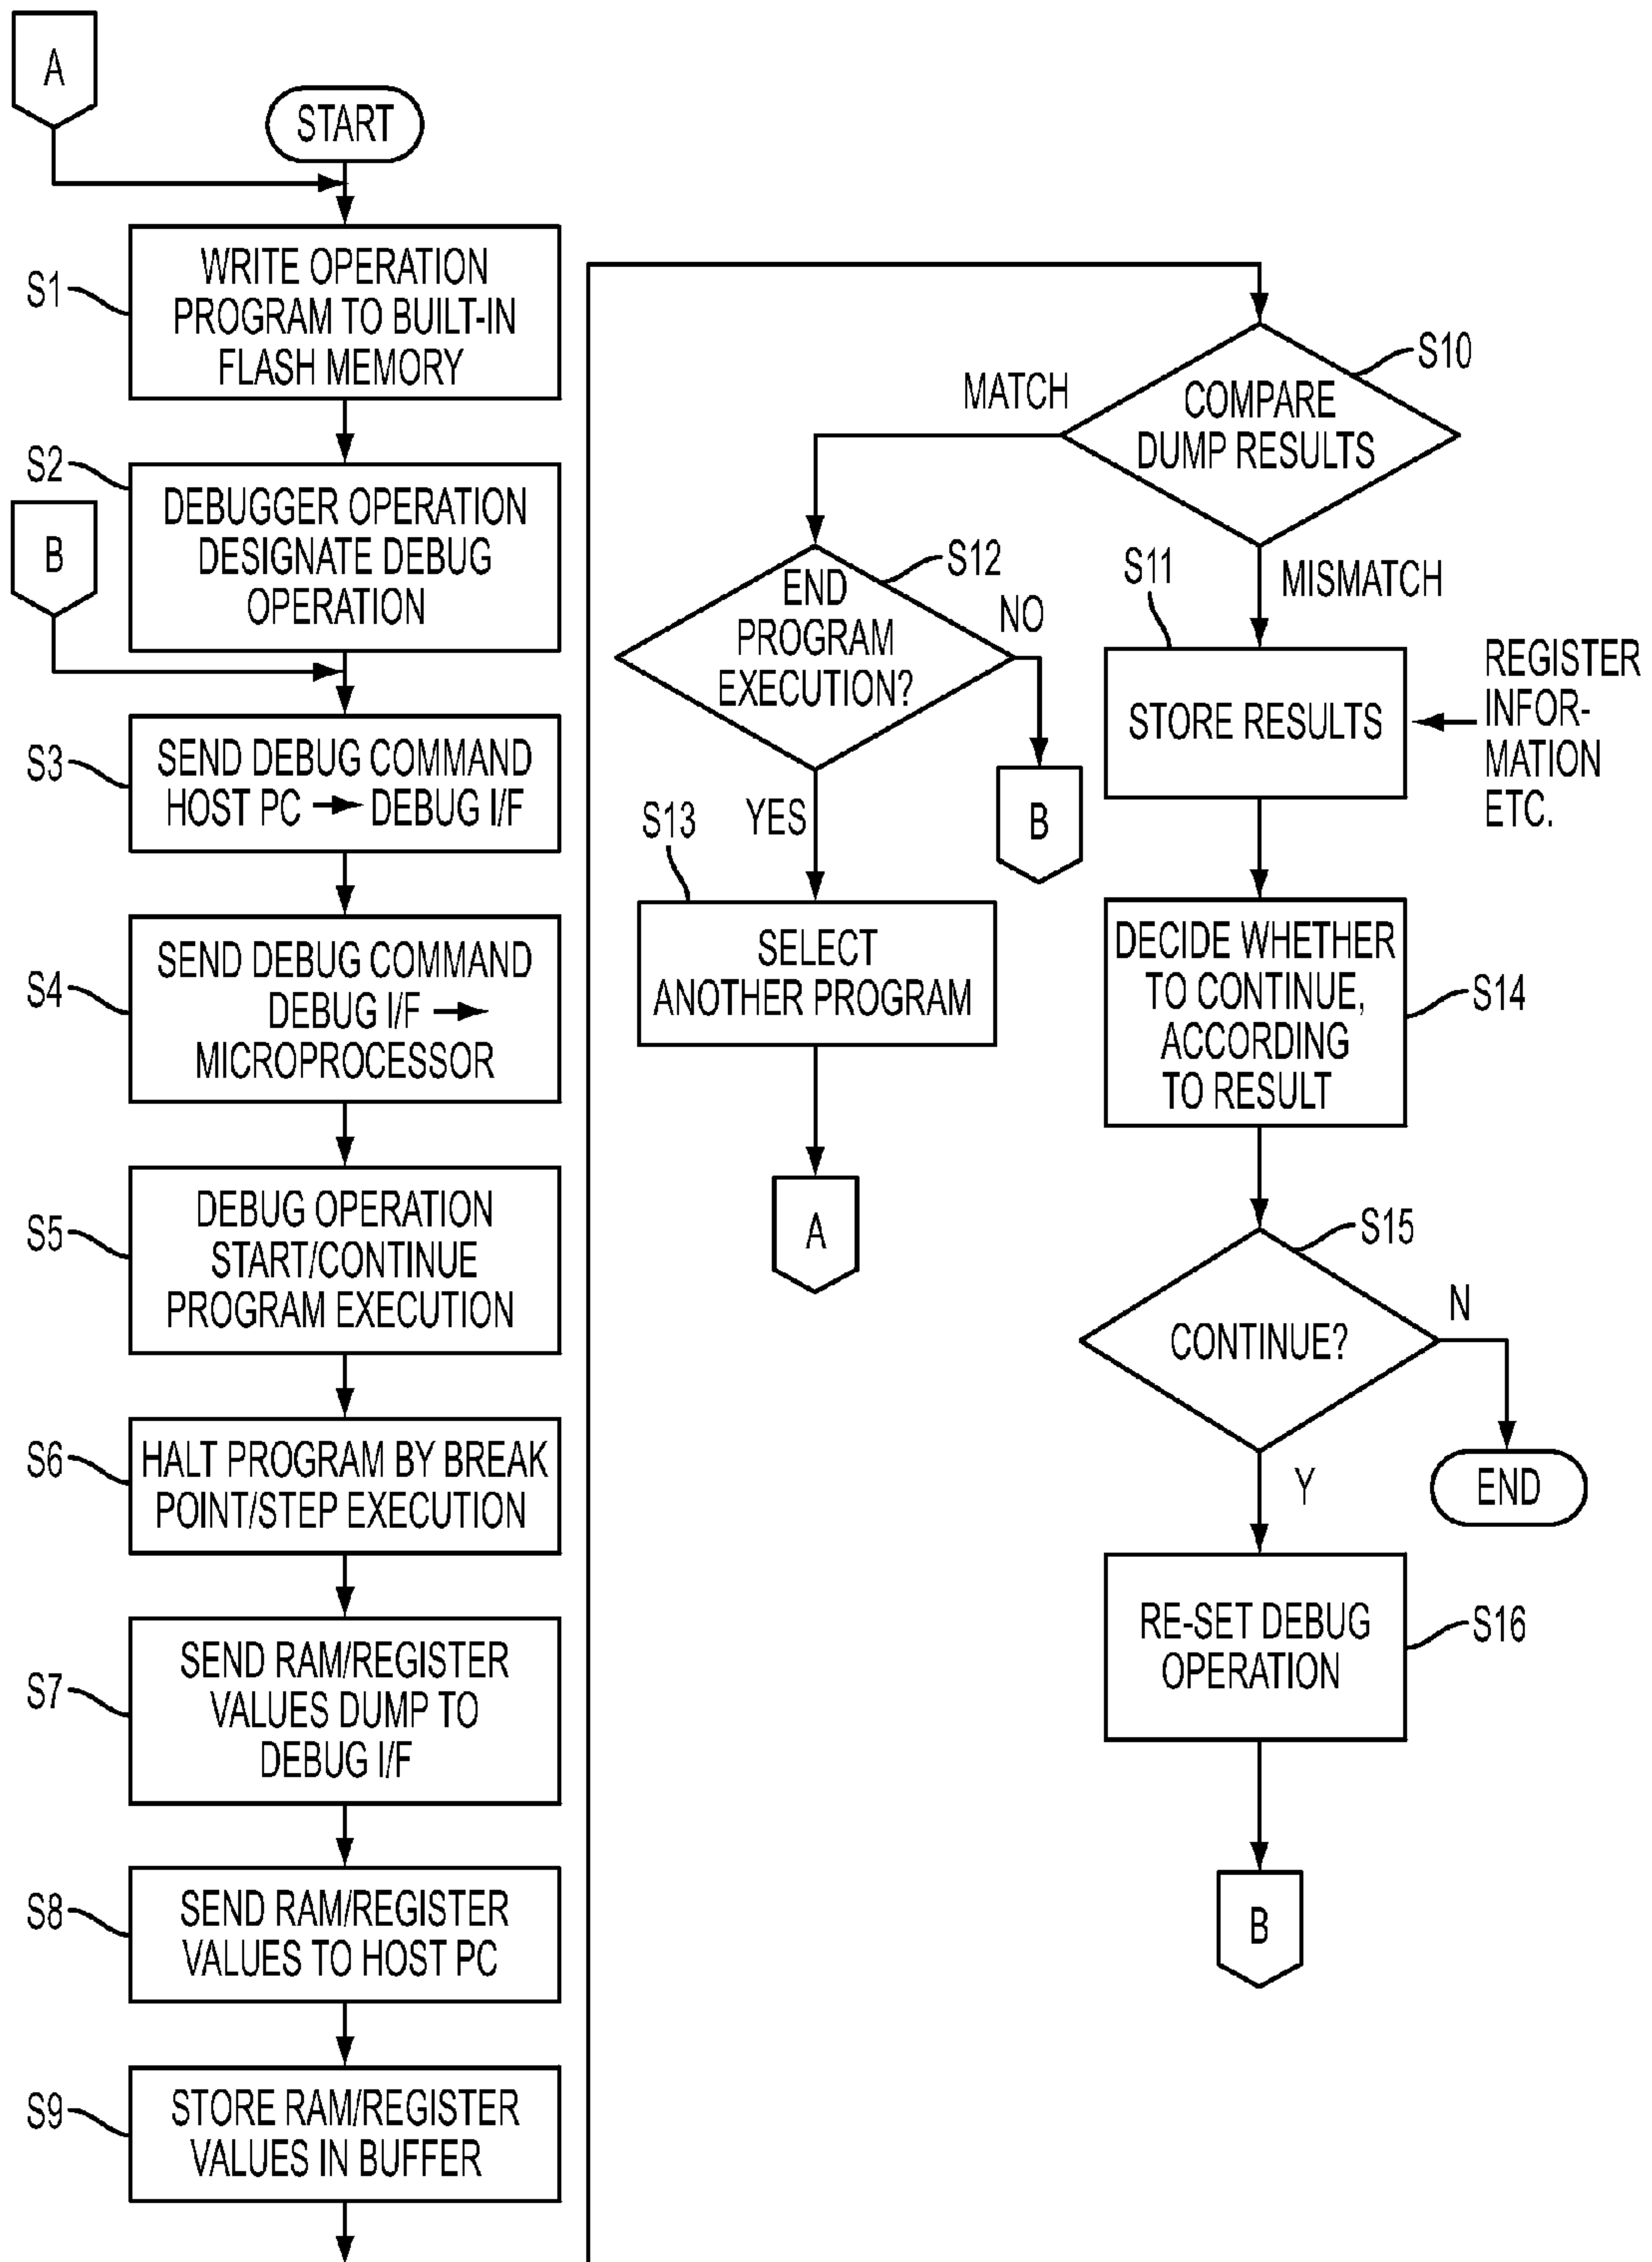 A
START
S1
WRITE OPERATION
PROGRAM TO BUILT-IN
FLASH MEMORY
S2
DEBUGGER OPERATION
DESIGNATE DEBUG
OPERATION
B
S3
SEND DEBUG COMMAND
HOST PC → DEBUG I/F
S4
SEND DEBUG COMMAND
DEBUG I/F →
MICROPROCESSOR
S5
DEBUG OPERATION
START/CONTINUE
PROGRAM EXECUTION
S6
HALT PROGRAM BY BREAK
POINT/STEP EXECUTION
S7
SEND RAM/REGISTER
VALUES DUMP TO
DEBUG I/F
S8
SEND RAM/REGISTER
VALUES TO HOST PC
S9
STORE RAM/REGISTER
VALUES IN BUFFER
S10
COMPARE
DUMP RESULTS
MATCH
MISMATCH
S12
END
PROGRAM
EXECUTION?
NO
B
YES
S13
SELECT
ANOTHER PROGRAM
A
S11
STORE RESULTS
REGISTER
INFOR-
MATION
ETC.
DECIDE WHETHER
TO CONTINUE,
ACCORDING
TO RESULT
S14
S15
CONTINUE?
N
END
Y
RE-SET DEBUG
OPERATION
S16
B